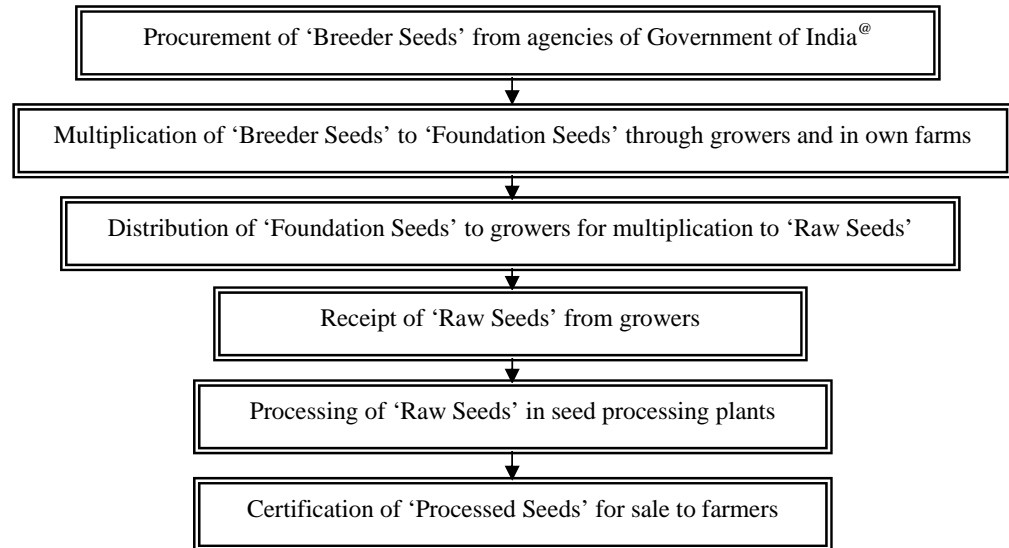 Procurement of ‘Breeder Seeds’ from agencies of Government of India@
Multiplication of ‘Breeder Seeds’ to ‘Foundation Seeds’ through growers and in own farms
Distribution of ‘Foundation Seeds’ to growers for multiplication to ‘Raw Seeds’
Receipt of ‘Raw Seeds’ from growers
Processing of ‘Raw Seeds’ in seed processing plants
Certification of ‘Processed Seeds’ for sale to farmers